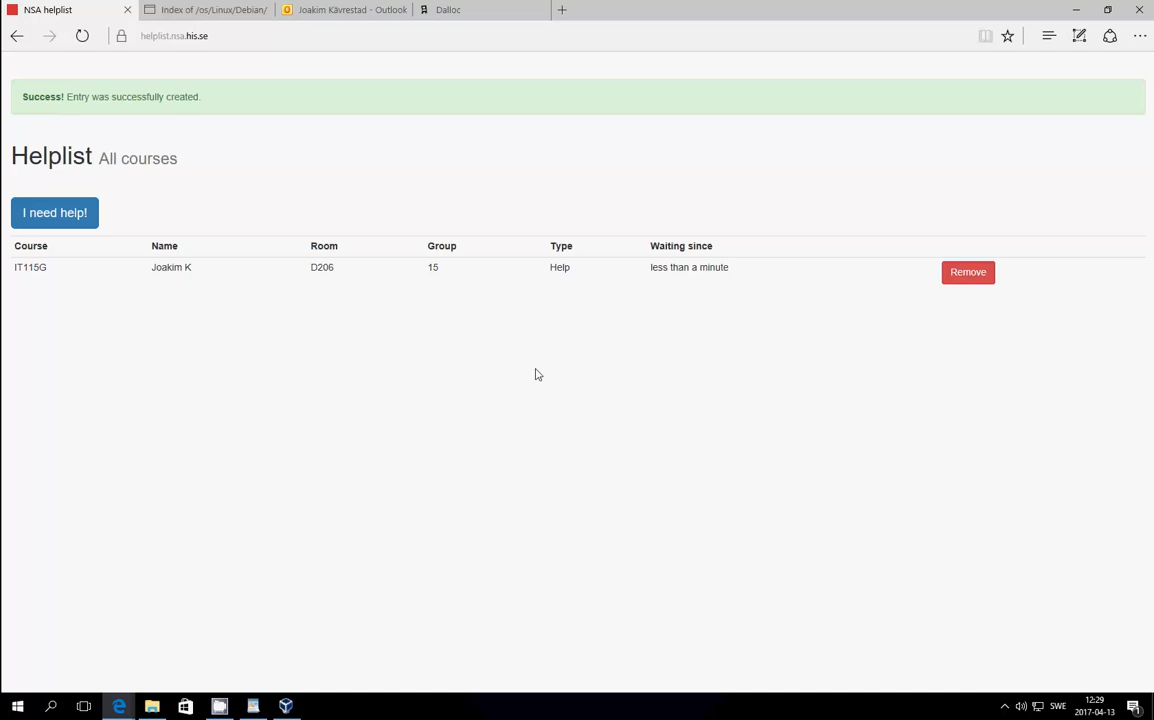 NSA helplist
Index of /os/Linux/Debian/
Joakim Kävrestad - Outlook
Dalloc
helplist.nsa.his.se
Success! Entry was successfully created.
Helplist All courses
I need help!
Course Name Room Group Type Waiting since
IT115G Joakim K D206 15 Help less than a minute Remove
SWE
12:29
2017-04-13
1